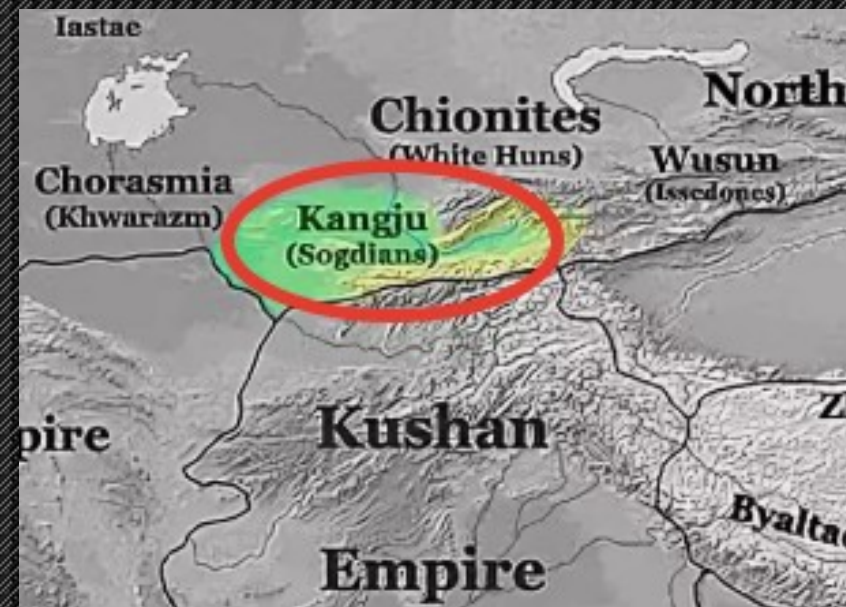 Iastae
Chionites
(White Huns)
North
Wusun
(Issedones)
Chorasmia
(Khwarazm)
Kangju
(Sogdians)
pire
Kushan
Empire
Z
Byaltae